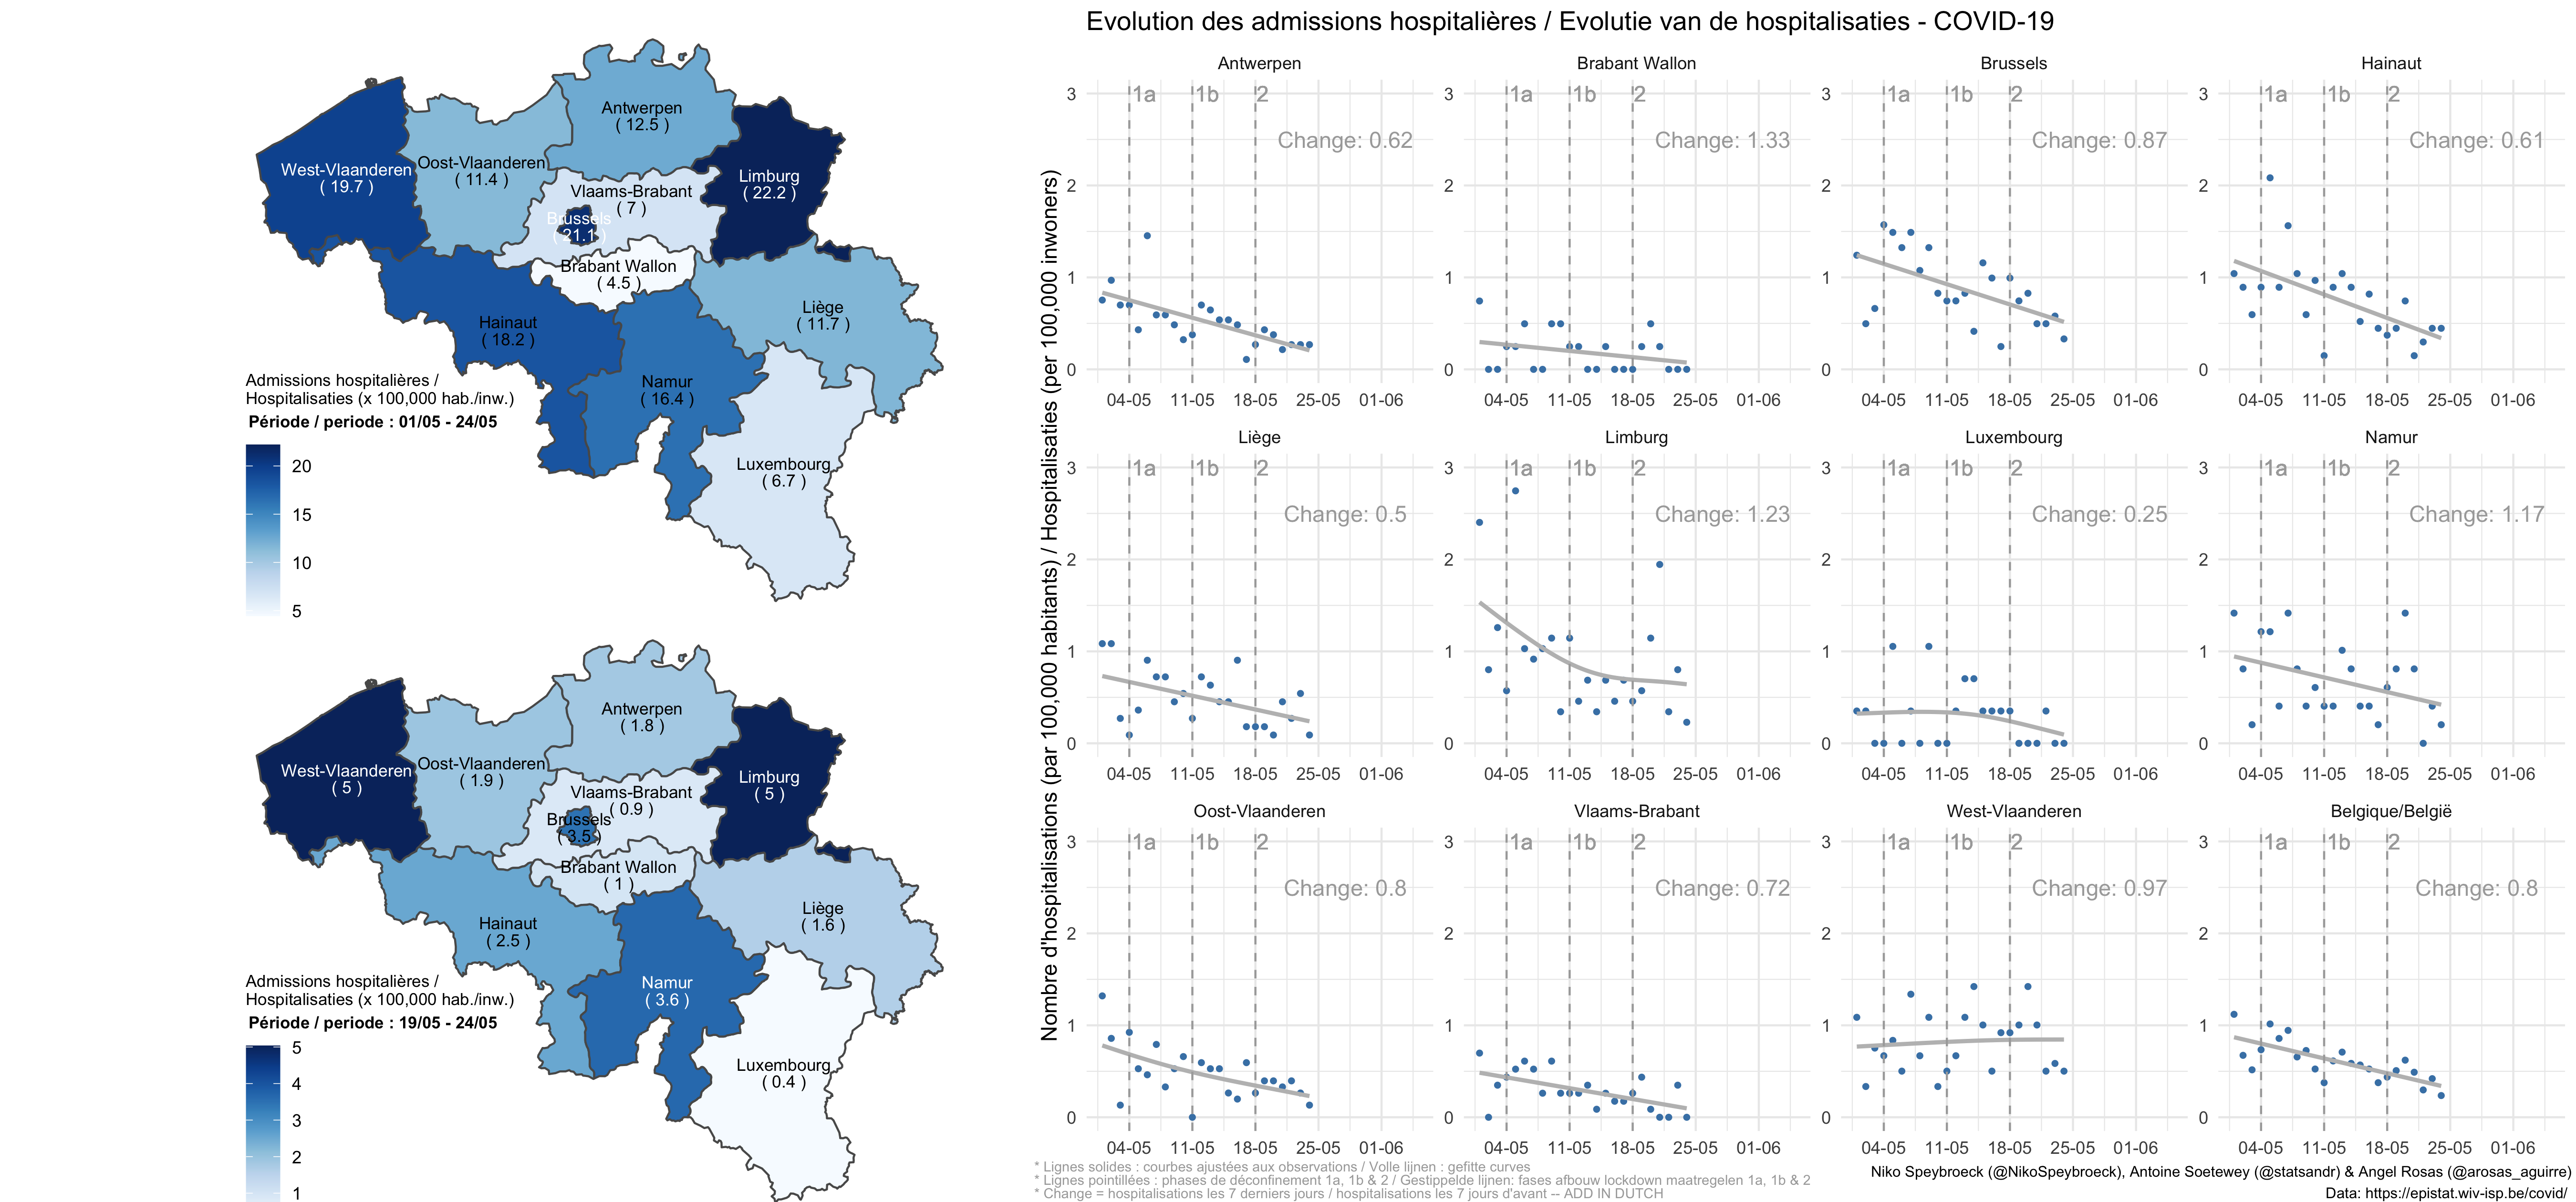 Evolution des admissions hospitalières / Evolutie van de hospitalisaties - COVID-19
Antwerpen
( 12.5 )
West-Vlaanderen
( 19.7 )
Oost-Vlaanderen
( 11.4 )
Vlaams-Brabant
( 7 )
Limburg
( 22.2 )
Brussels
( 21.1 )
Brabant Wallon
( 4.5 )
Hainaut
( 18.2 )
Liège
( 11.7 )
Namur
( 16.4 )
Luxembourg
( 6.7 )
Admissions hospitalières /
Hospitalisaties (x 100,000 hab./inw.)
Période / periode : 01/05 - 24/05
20
15
10
5
Antwerpen
( 1.8 )
West-Vlaanderen
( 5 )
Oost-Vlaanderen
( 1.9 )
Vlaams-Brabant
( 0.9 )
Limburg
( 5 )
Brussels
( 3.5 )
Brabant Wallon
( 1 )
Hainaut
( 2.5 )
Liège
( 1.6 )
Namur
( 3.6 )
Luxembourg
( 0.4 )
Admissions hospitalières /
Hospitalisaties (x 100,000 hab./inw.)
Période / periode : 19/05 - 24/05
5
4
3
2
1
Nombre d'hospitalisations (par 100,000 habitants) / Hospitalisaties (per 100,000 inwoners)
Antwerpen
1a 1b 2
Change: 0.62
3
2
1
0
04-05 11-05 18-05 25-05 01-06
Brabant Wallon
1a 1b 2
Change: 1.33
3
2
1
0
04-05 11-05 18-05 25-05 01-06
Brussels
1a 1b 2
Change: 0.87
3
2
1
0
04-05 11-05 18-05 25-05 01-06
Hainaut
1a 1b 2
Change: 0.61
3
2
1
0
04-05 11-05 18-05 25-05 01-06
Liège
1a 1b 2
Change: 0.5
3
2
1
0
04-05 11-05 18-05 25-05 01-06
Limburg
1a 1b 2
Change: 1.23
3
2
1
0
04-05 11-05 18-05 25-05 01-06
Luxembourg
1a 1b 2
Change: 0.25
3
2
1
0
04-05 11-05 18-05 25-05 01-06
Namur
1a 1b 2
Change: 1.17
3
2
1
0
04-05 11-05 18-05 25-05 01-06
Oost-Vlaanderen
1a 1b 2
Change: 0.8
3
2
1
0
04-05 11-05 18-05 25-05 01-06
Vlaams-Brabant
1a 1b 2
Change: 0.72
3
2
1
0
04-05 11-05 18-05 25-05 01-06
West-Vlaanderen
1a 1b 2
Change: 0.97
3
2
1
0
04-05 11-05 18-05 25-05 01-06
Belgique/België
1a 1b 2
Change: 0.8
3
2
1
0
04-05 11-05 18-05 25-05 01-06
* Lignes solides : courbes ajustées aux observations / Volle lijnen : gefitte curves
* Lignes pointillées : phases de déconfinement 1a, 1b & 2 / Gestippelde lijnen: fases afbouw lockdown maatregelen 1a, 1b & 2
* Change = hospitalisations les 7 derniers jours / hospitalisations les 7 jours d'avant -- ADD IN DUTCH
Niko Speybroeck (@NikoSpeybroeck), Antoine Soetewey (@statsandr) & Angel Rosas (@arosas_aguirre)
Data: https://epistat.wiv-isp.be/covid/